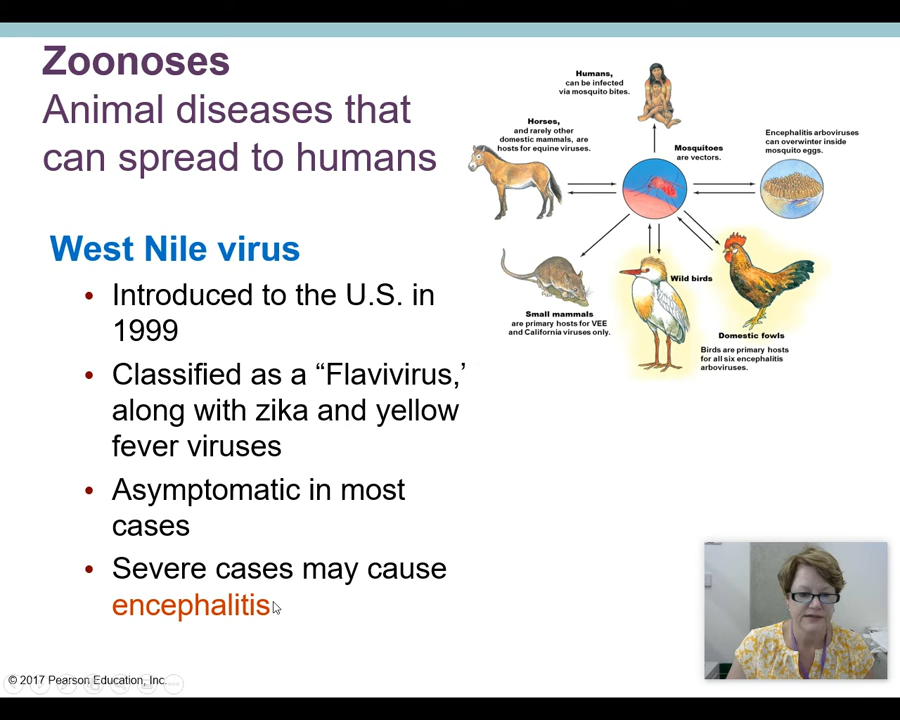 Zoonoses
Animal diseases that
can spread to humans
West Nile virus
• Introduced to the U.S. in
1999
• Classified as a “Flavivirus,’
along with zika and yellow
fever viruses
• Asymptomatic in most
cases
• Severe cases may cause
encephalitis
Humans,
can be infected
via mosquito bites.
Horses,
and rarely other
domestic mammals, are
hosts for equine viruses.
Mosquitoes
are vectors.
Encephalitis arboviruses
can overwinter inside
mosquito eggs.
Small mammals
are primary hosts for VEE
and California viruses only.
Wild birds
Domestic fowls
Birds are primary hosts
for all six encephalitis
arboviruses.
© 2017 Pearson Education, Inc.